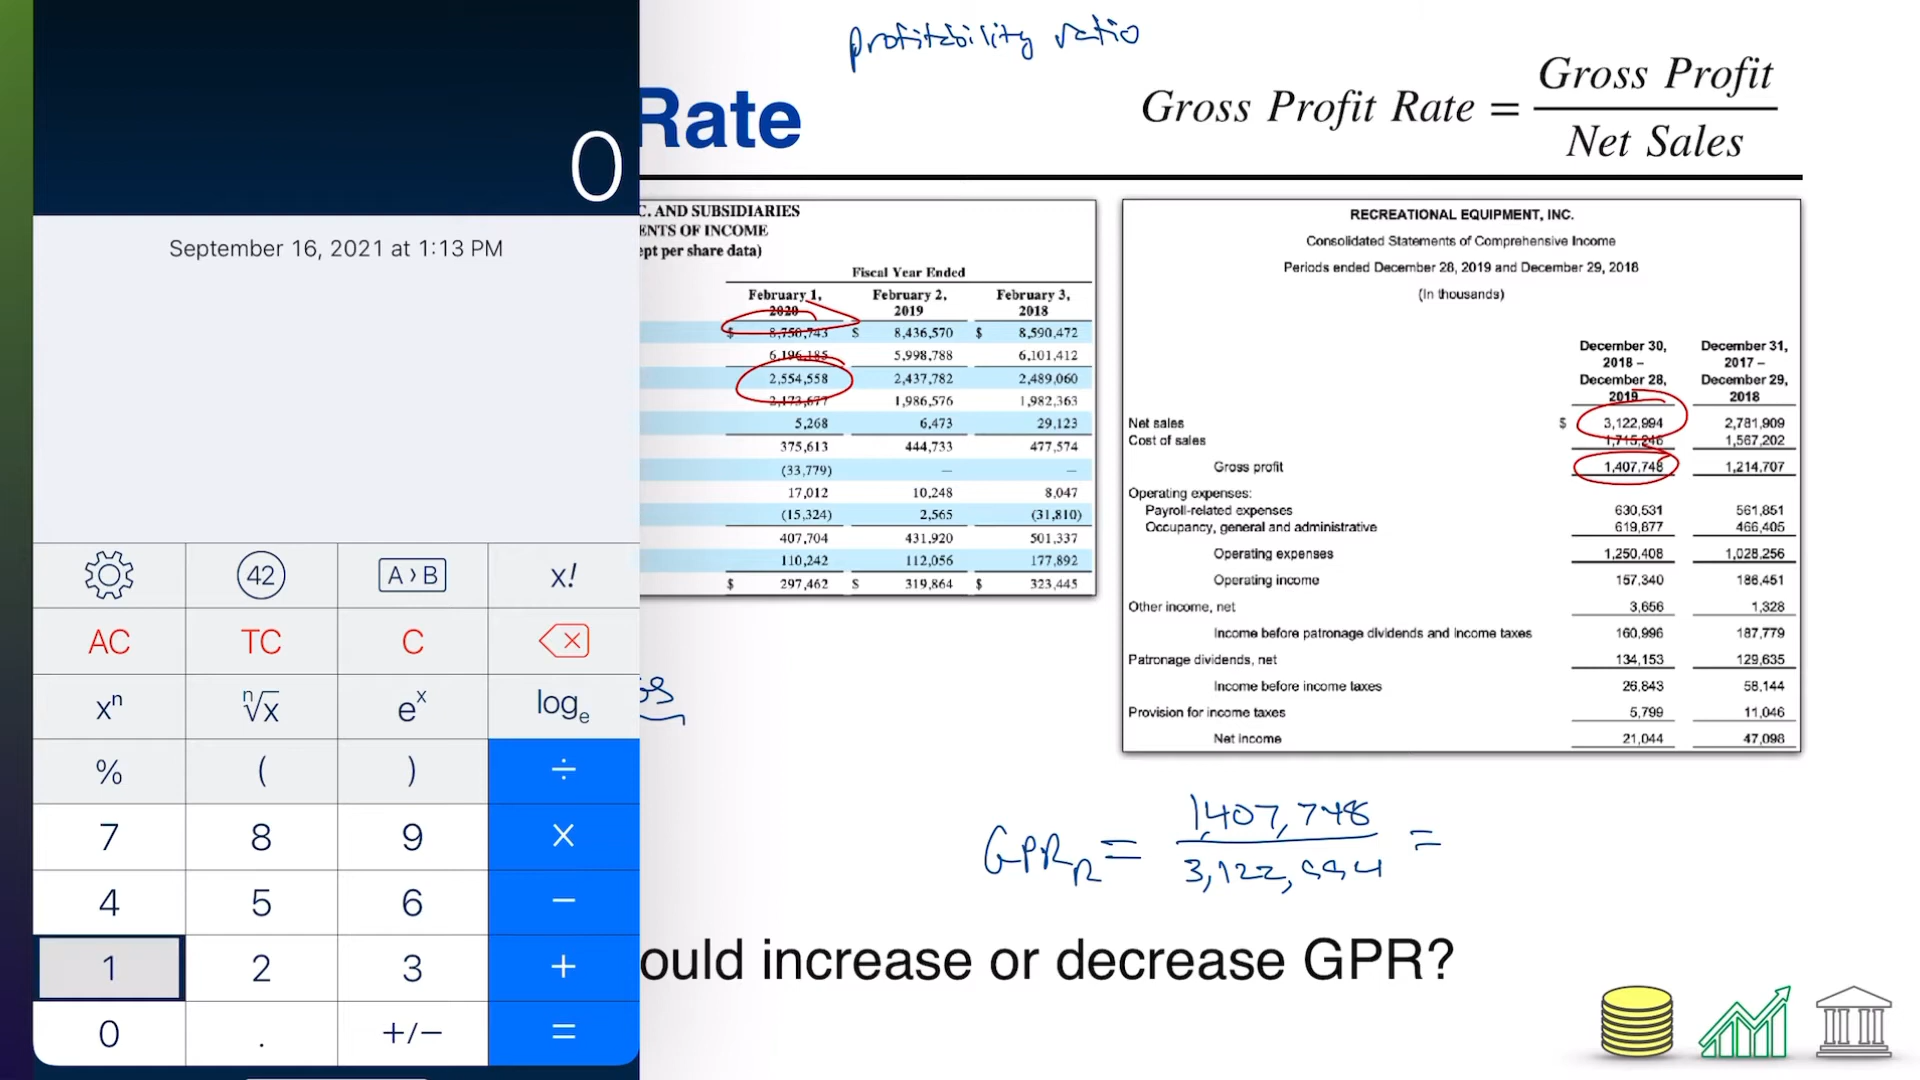 profitability ratio
Rate
Gross Profit Rate = Gross Profit
Net Sales
0
September 16, 2021 at 1:13 PM
42
A>B
x!
AC
TC
C
xⁿ
ⁿ√x
eˣ
logₑ
%
(
)
÷
7
8
9
×
4
5
6
−
1
2
3
+
0
.
+/−
=
C. AND SUBSIDIARIES
ENTS OF INCOME
ept per share data)
Fiscal Year Ended
February 1, February 2, February 3,
2020 2019 2018
$ 8,750,743 $ 8,436,570 $ 8,590,472
6,196,185 5,998,788 6,101,412
2,554,558 2,437,782 2,489,060
2,173,677 1,986,576 1,982,363
5,268 6,473 29,123
375,613 444,733 477,574
(33,779) — —
17,012 10,248 8,047
(15,324) 2,565 (31,810)
407,704 431,920 501,337
110,242 112,056 177,892
$ 297,462 $ 319,864 $ 323,445
RECREATIONAL EQUIPMENT, INC.
Consolidated Statements of Comprehensive Income
Periods ended December 28, 2019 and December 29, 2018
(In thousands)
December 30, December 31,
2018 – 2017 –
December 28, December 29,
2019 2018
Net sales $ 3,122,994 2,781,909
Cost of sales 1,715,246 1,567,202
Gross profit 1,407,748 1,214,707
Operating expenses:
Payroll-related expenses 630,531 561,851
Occupancy, general and administrative 619,877 466,405
Operating expenses 1,250,408 1,028,256
Operating income 157,340 186,451
Other income, net 3,656 1,328
Income before patronage dividends and income taxes 160,996 187,779
Patronage dividends, net 134,153 129,635
Income before income taxes 26,843 58,144
Provision for income taxes 5,799 11,046
Net income 21,044 47,098
GPR_R = 1,407,748 =
3,122,994
ould increase or decrease GPR?